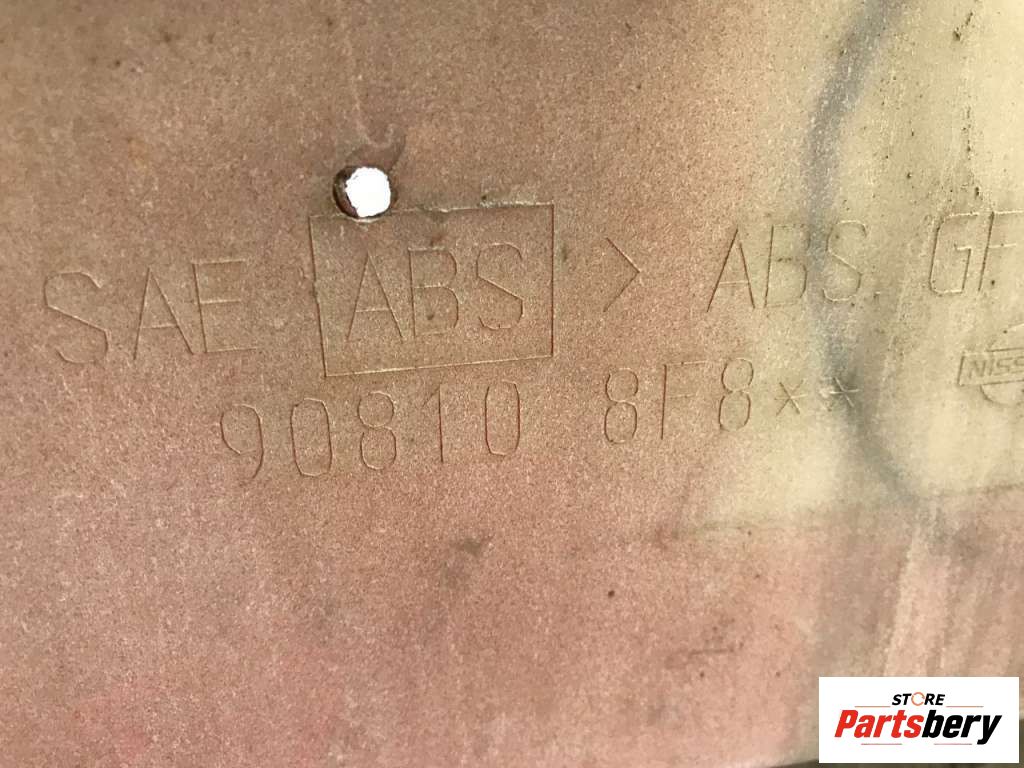 SAE ABS > ABS GF
90810 8F8**
NISS
STORE
Partsbery